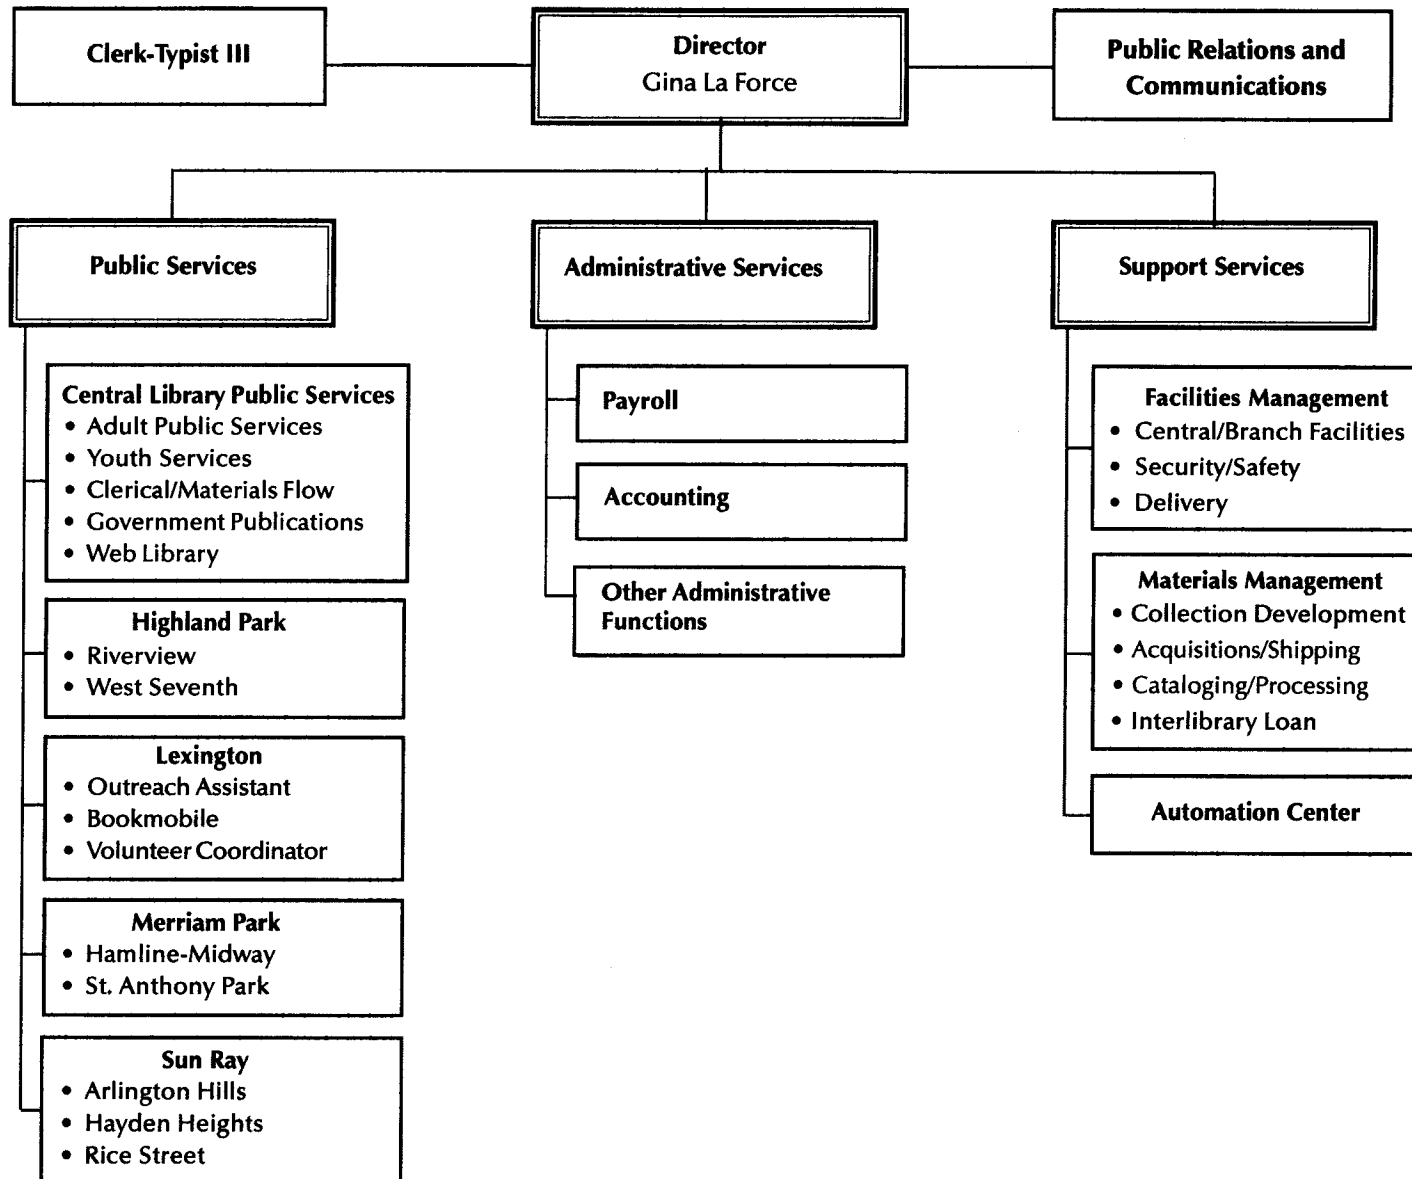 Clerk-Typist III
Director
Gina La Force
Public Relations and
Communications
Public Services
Administrative Services
Support Services
Central Library Public Services
• Adult Public Services
• Youth Services
• Clerical/Materials Flow
• Government Publications
• Web Library
Highland Park
• Riverview
• West Seventh
Lexington
• Outreach Assistant
• Bookmobile
• Volunteer Coordinator
Merriam Park
• Hamline-Midway
• St. Anthony Park
Sun Ray
• Arlington Hills
• Hayden Heights
• Rice Street
Payroll
Accounting
Other Administrative
Functions
Facilities Management
• Central/Branch Facilities
• Security/Safety
• Delivery
Materials Management
• Collection Development
• Acquisitions/Shipping
• Cataloging/Processing
• Interlibrary Loan
Automation Center